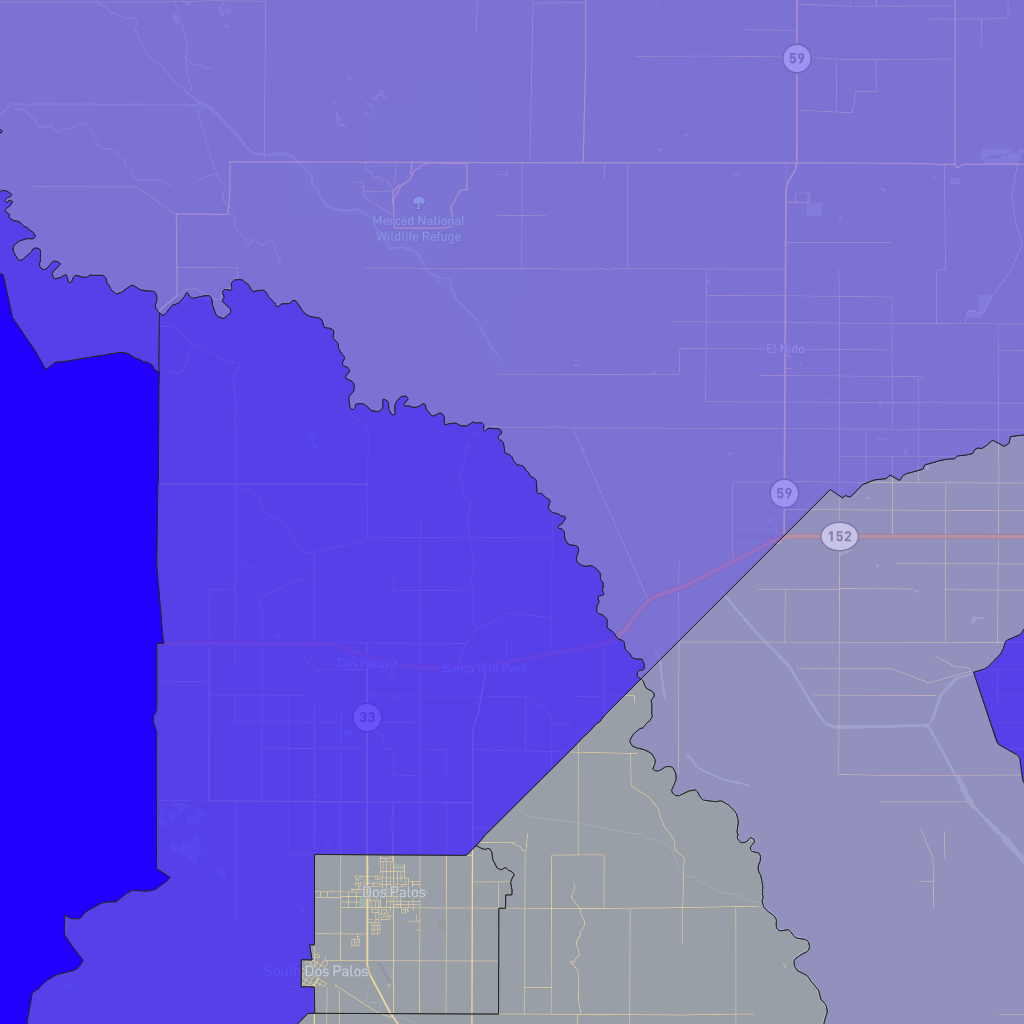 59
Merced National
Wildlife Refuge
El Nido
59
152
Dos Palos Y
Santa Rita Park
33
Dos Palos
South Dos Palos